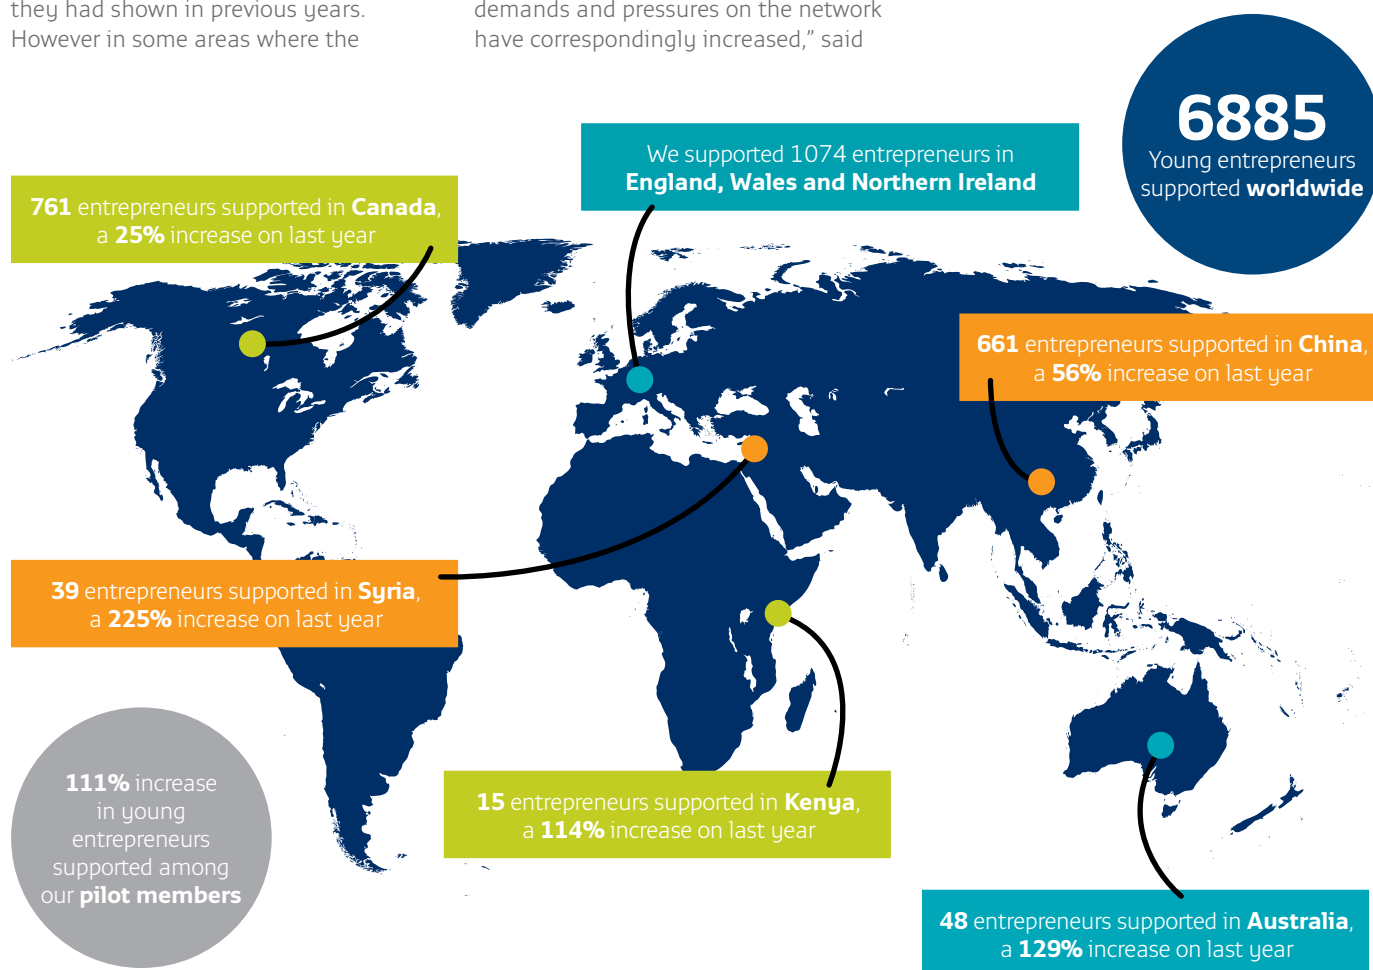 they had shown in previous years.
However in some areas where the
demands and pressures on the network
have correspondingly increased,” said
6885
Young entrepreneurs
supported worldwide
We supported 1074 entrepreneurs in
England, Wales and Northern Ireland
761 entrepreneurs supported in Canada,
a 25% increase on last year
661 entrepreneurs supported in China,
a 56% increase on last year
39 entrepreneurs supported in Syria,
a 225% increase on last year
111% increase
in young
entrepreneurs
supported among
our pilot members
15 entrepreneurs supported in Kenya,
a 114% increase on last year
48 entrepreneurs supported in Australia,
a 129% increase on last year